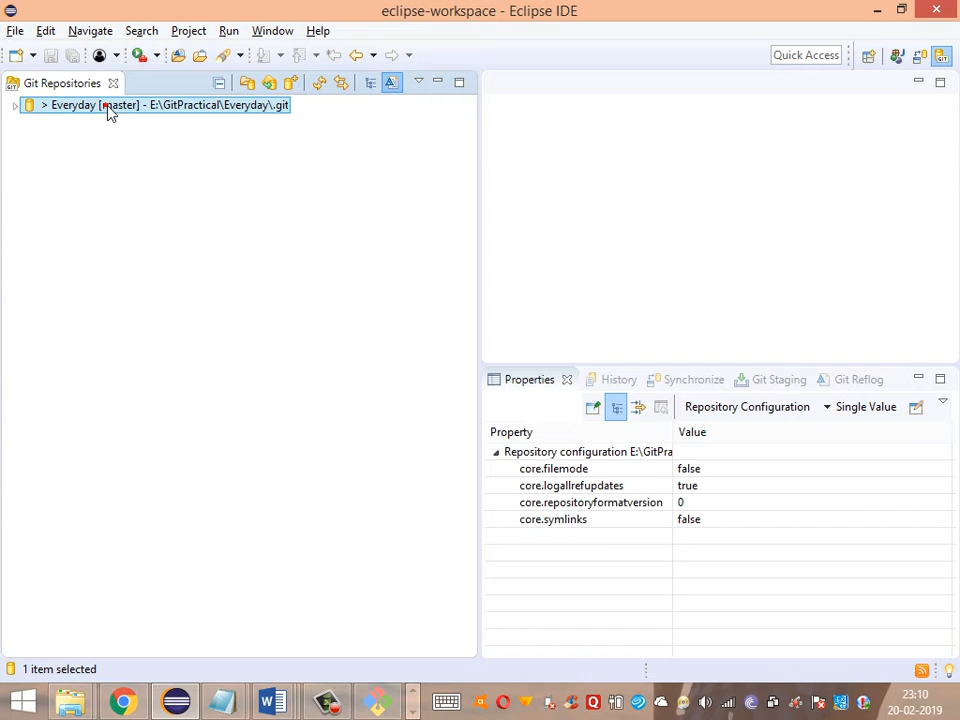 eclipse-workspace - Eclipse IDE
File Edit Navigate Search Project Run Window Help
Quick Access
Git Repositories
> Everyday [master] - E:\GitPractical\Everyday\.git
Properties History Synchronize Git Staging Git Reflog
Repository Configuration Single Value
Property Value
Repository configuration E:\GitPra
core.filemode false
core.logallrefupdates true
core.repositoryformatversion 0
core.symlinks false
1 item selected
23:10
20-02-2019